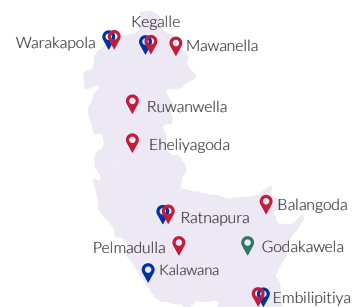 Kegalle
Warakapola
Mawanella
Ruwanwella
Eheliyagoda
Balangoda
Ratnapura
Pelmadulla
Godakawela
Kalawana
Embilipitiya